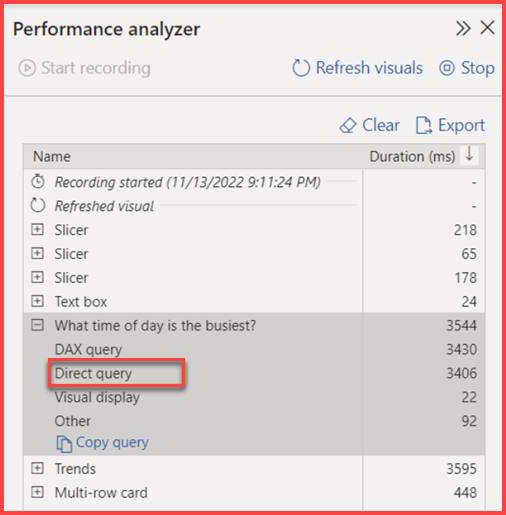 Performance analyzer
Start recording Refresh visuals Stop
Clear Export
Name Duration (ms)
Recording started (11/13/2022 9:11:24 PM) -
Refreshed visual -
Slicer 218
Slicer 65
Slicer 178
Text box 24
What time of day is the busiest? 3544
DAX query 3430
Direct query 3406
Visual display 22
Other 92
Copy query
Trends 3595
Multi-row card 448